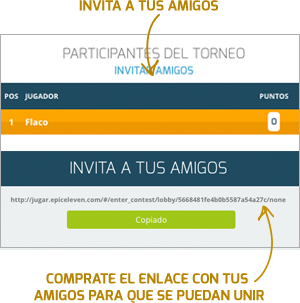 INVITA A TUS AMIGOS
PARTICIPANTES DEL TORNEO
INVITAR AMIGOS
POS JUGADOR PUNTOS
1 Flaco 0
INVITA A TUS AMIGOS
http://jugar.epiceleven.com/#/enter_contest/lobby/5668481fe4b0b5587a54a27c/none
Copiado
COMPRATE EL ENLACE CON TUS
AMIGOS PARA QUE SE PUEDAN UNIR